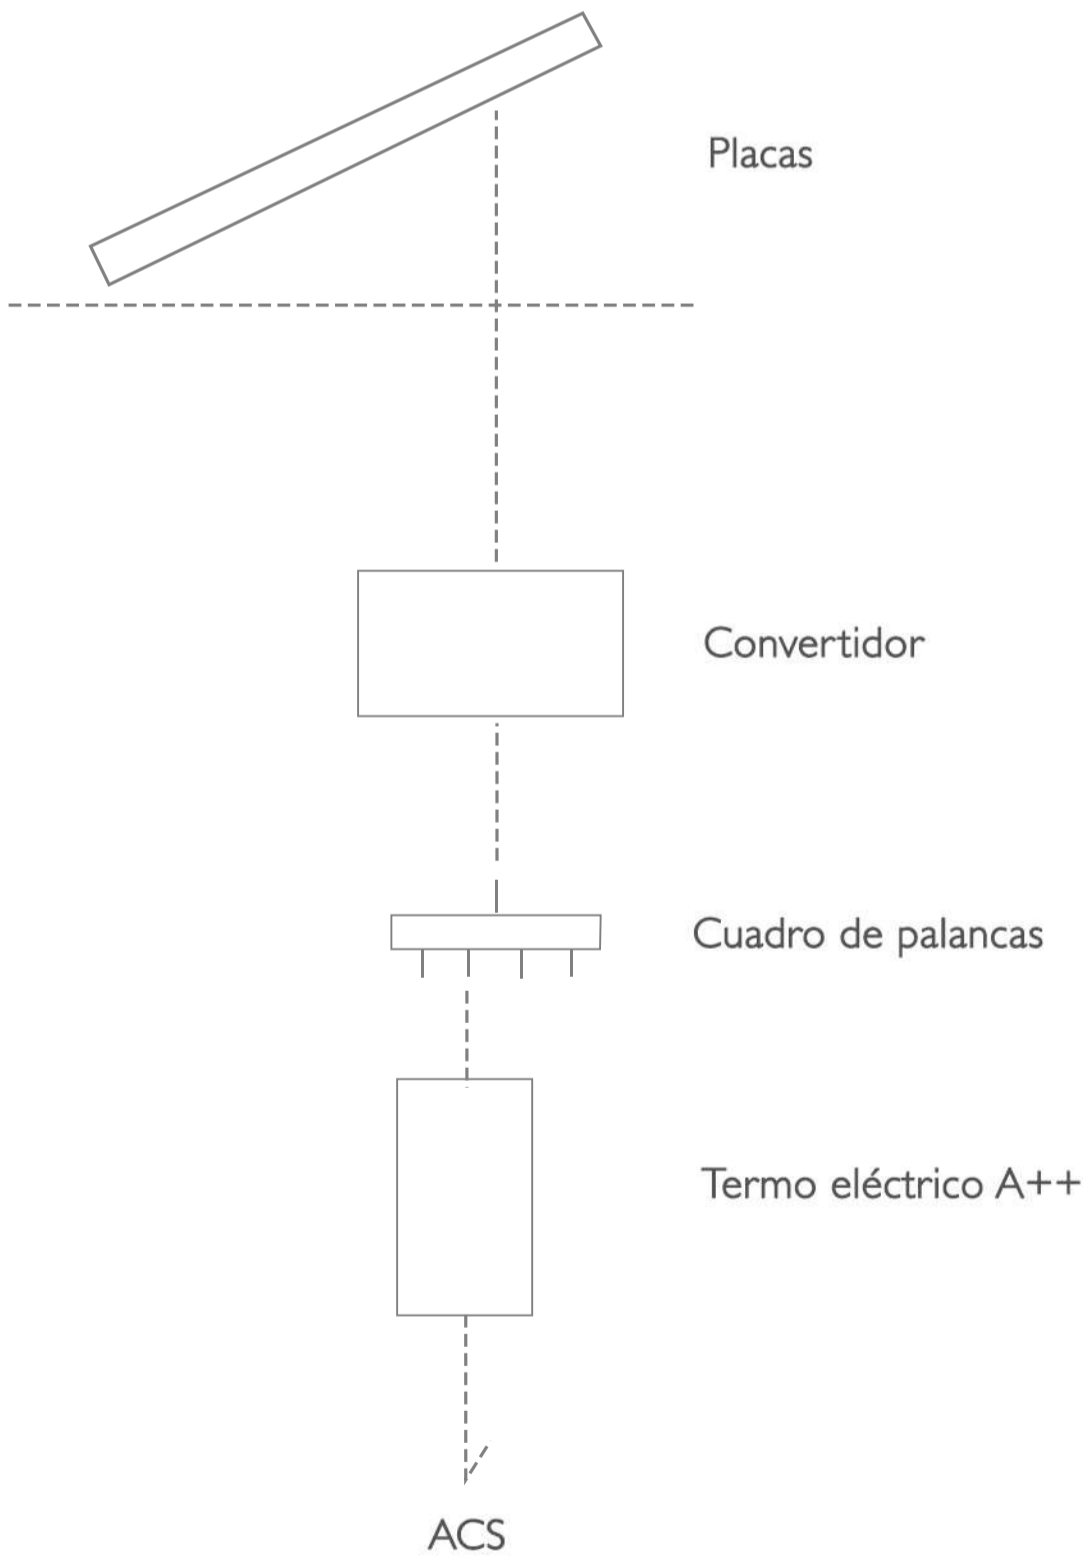 Placas
Convertidor
Cuadro de palancas
Termo eléctrico A++
ACS